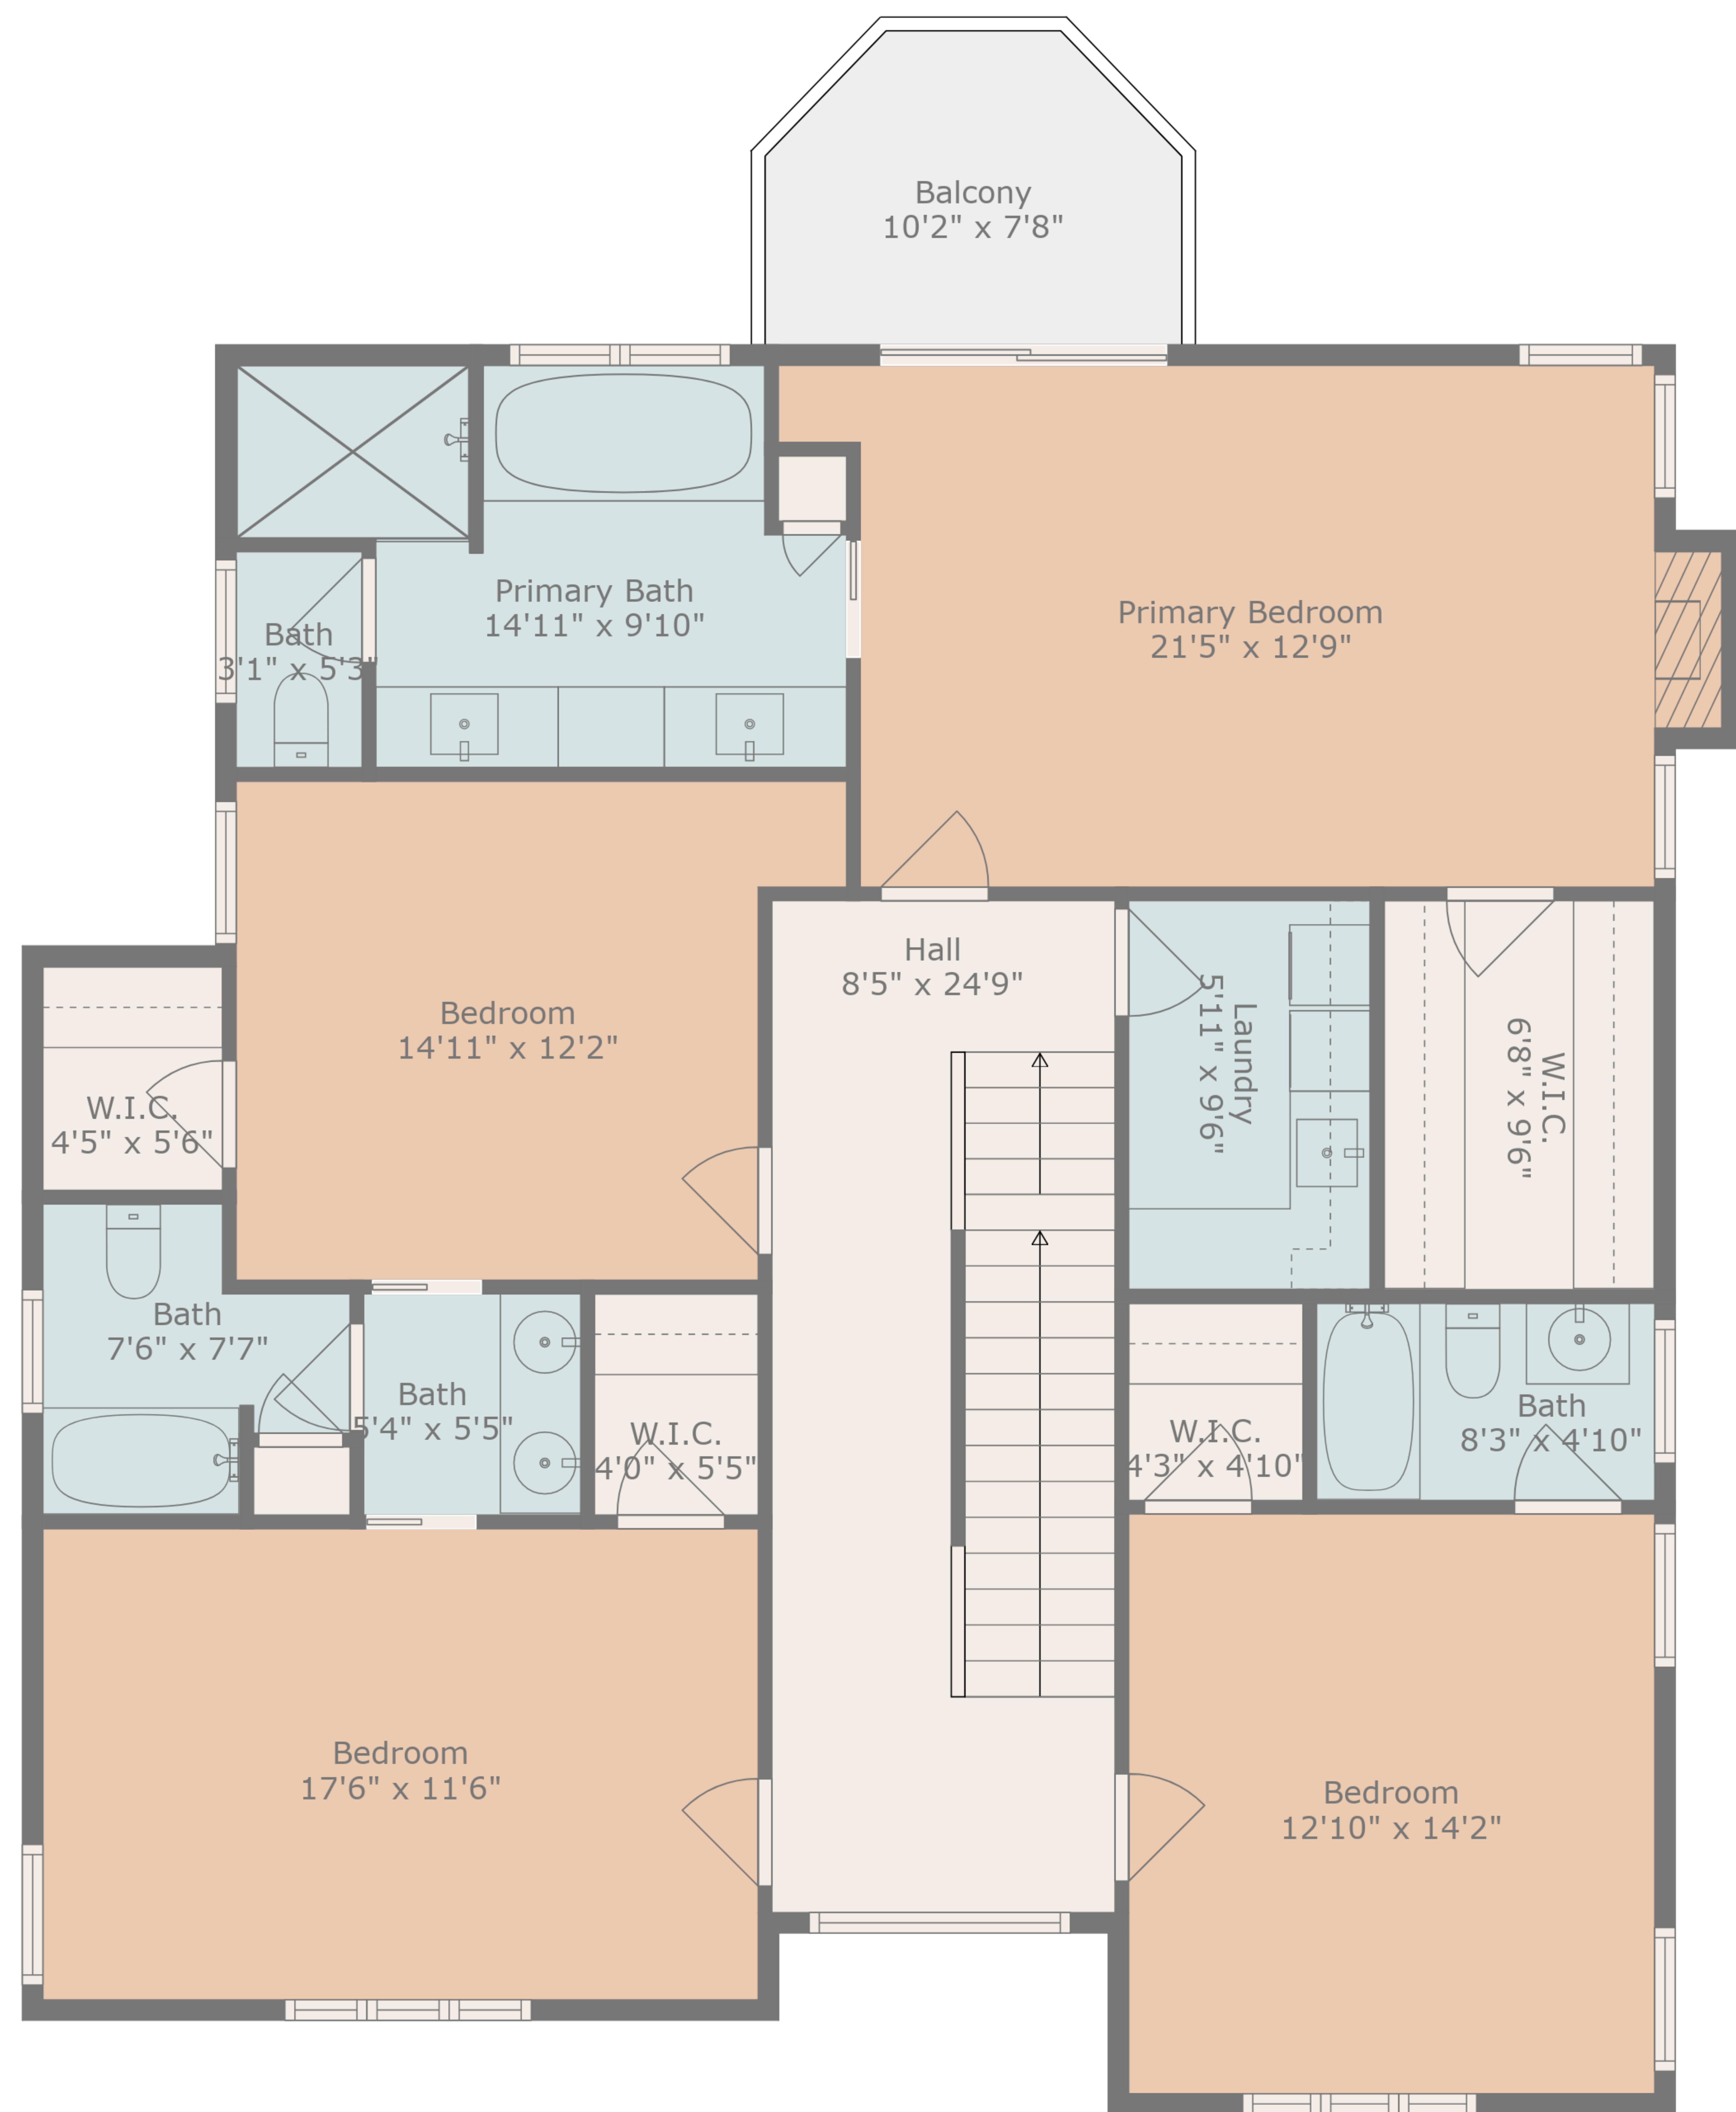 Balcony
10'2" x 7'8"
Primary Bath
14'11" x 9'10"
Primary Bedroom
21'5" x 12'9"
Bath
3'1" x 5'3"
Hall
8'5" x 24'9"
Bedroom
14'11" x 12'2"
Laundry
5'11" x 9'6"
W.I.C.
6'8" x 9'6"
W.I.C.
4'5" x 5'6"
Bath
7'6" x 7'7"
Bath
5'4" x 5'5"
W.I.C.
4'0" x 5'5"
W.I.C.
4'3" x 4'10"
Bath
8'3" x 4'10"
Bedroom
17'6" x 11'6"
Bedroom
12'10" x 14'2"